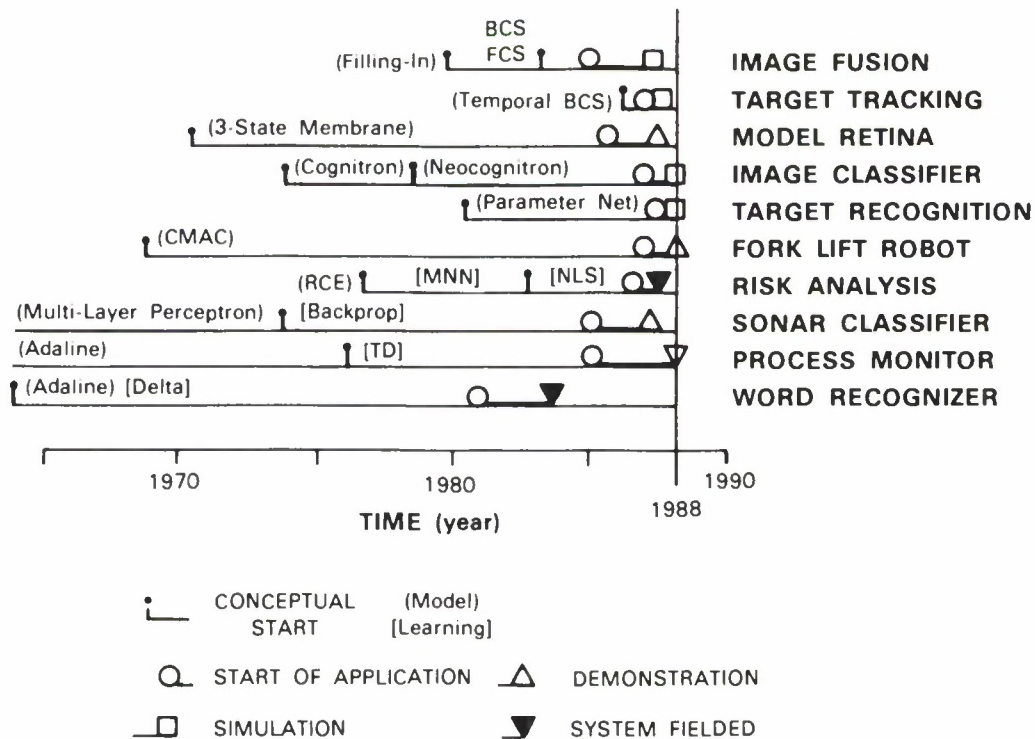 BCS
(Filling-In) FCS IMAGE FUSION
(Temporal BCS) TARGET TRACKING
(3-State Membrane) MODEL RETINA
(Cognitron) (Neocognitron) IMAGE CLASSIFIER
(Parameter Net) TARGET RECOGNITION
(CMAC) FORK LIFT ROBOT
(RCE) [MNN] [NLS] RISK ANALYSIS
(Multi-Layer Perceptron) [Backprop] SONAR CLASSIFIER
(Adaline) [TD] PROCESS MONITOR
(Adaline) [Delta] WORD RECOGNIZER
1970 1980 1990
1988
TIME (year)
CONCEPTUAL (Model)
START [Learning]
START OF APPLICATION DEMONSTRATION
SIMULATION SYSTEM FIELDED